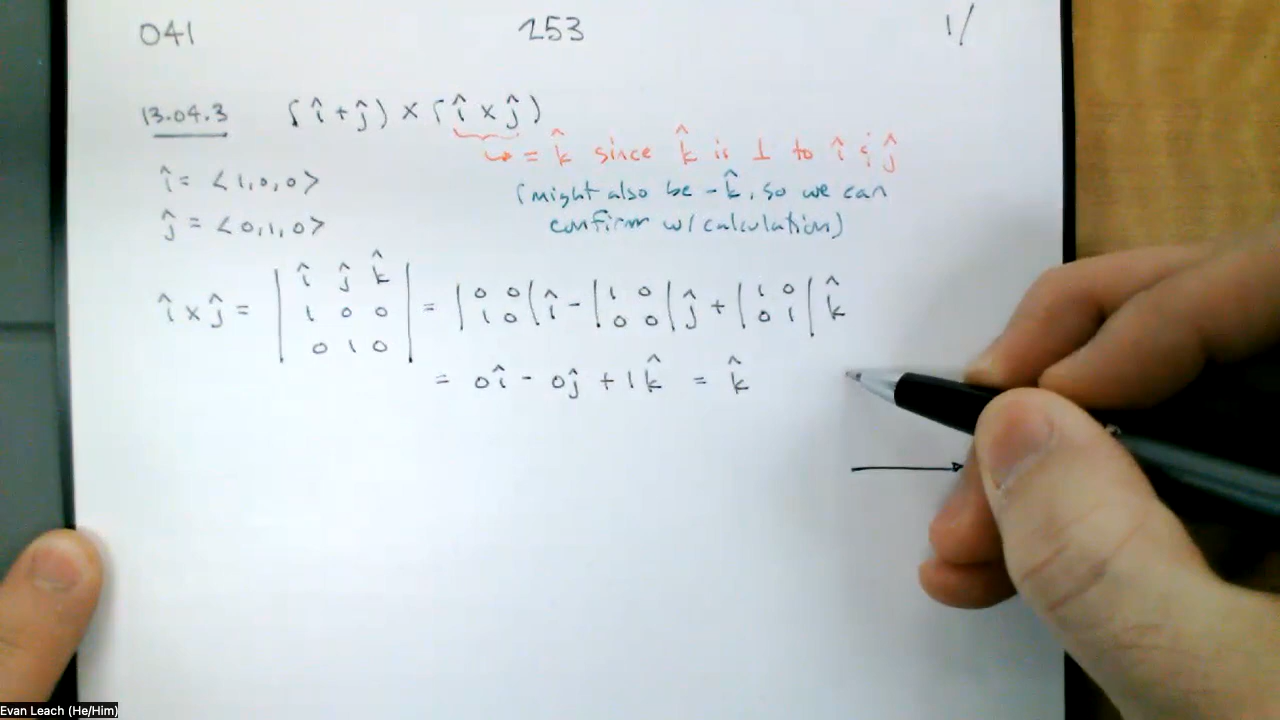 041 253 1/
13.04.3 (î + ĵ) × (î × ĵ)
↳ = k̂ since k̂ is ⊥ to î & ĵ
î = <1,0,0>
(might also be -k̂, so we can
ĵ = <0,1,0>
confirm w/ calculation)
î × ĵ = | î ĵ k̂ | = | 0 0 | î - | 1 0 | ĵ + | 1 0 | k̂
| 1 0 0 | | 1 0 | | 0 0 | | 0 1 |
| 0 1 0 |
= 0î - 0ĵ + 1k̂ = k̂
Evan Leach (He/Him)